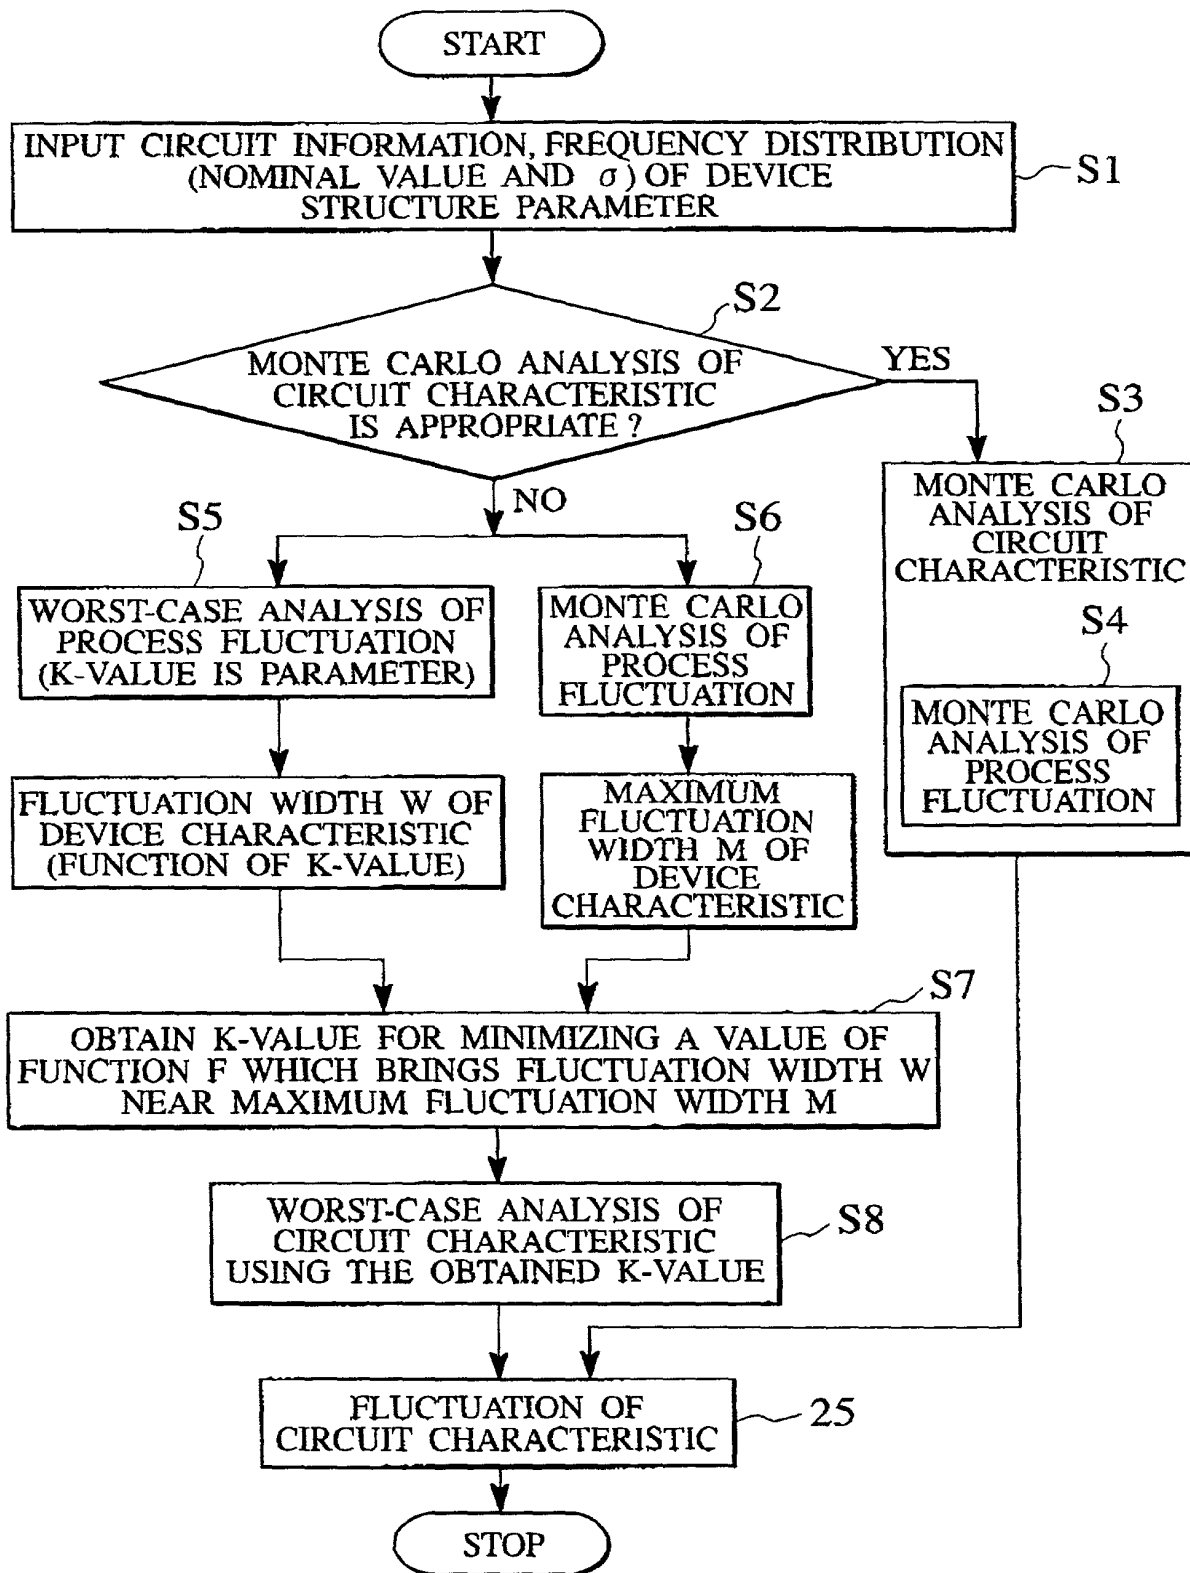 START
INPUT CIRCUIT INFORMATION, FREQUENCY DISTRIBUTION
(NOMINAL VALUE AND σ) OF DEVICE
STRUCTURE PARAMETER
S1
S2
MONTE CARLO ANALYSIS OF
CIRCUIT CHARACTERISTIC
IS APPROPRIATE?
YES
NO
S3
MONTE CARLO
ANALYSIS OF
CIRCUIT
CHARACTERISTIC
S4
MONTE CARLO
ANALYSIS OF
PROCESS
FLUCTUATION
S5
WORST-CASE ANALYSIS OF
PROCESS FLUCTUATION
(K-VALUE IS PARAMETER)
S6
MONTE CARLO
ANALYSIS OF
PROCESS
FLUCTUATION
FLUCTUATION WIDTH W OF
DEVICE CHARACTERISTIC
(FUNCTION OF K-VALUE)
MAXIMUM
FLUCTUATION
WIDTH M OF
DEVICE
CHARACTERISTIC
S7
OBTAIN K-VALUE FOR MINIMIZING A VALUE OF
FUNCTION F WHICH BRINGS FLUCTUATION WIDTH W
NEAR MAXIMUM FLUCTUATION WIDTH M
WORST-CASE ANALYSIS OF
CIRCUIT CHARACTERISTIC
USING THE OBTAINED K-VALUE
S8
FLUCTUATION OF
CIRCUIT CHARACTERISTIC
25
STOP